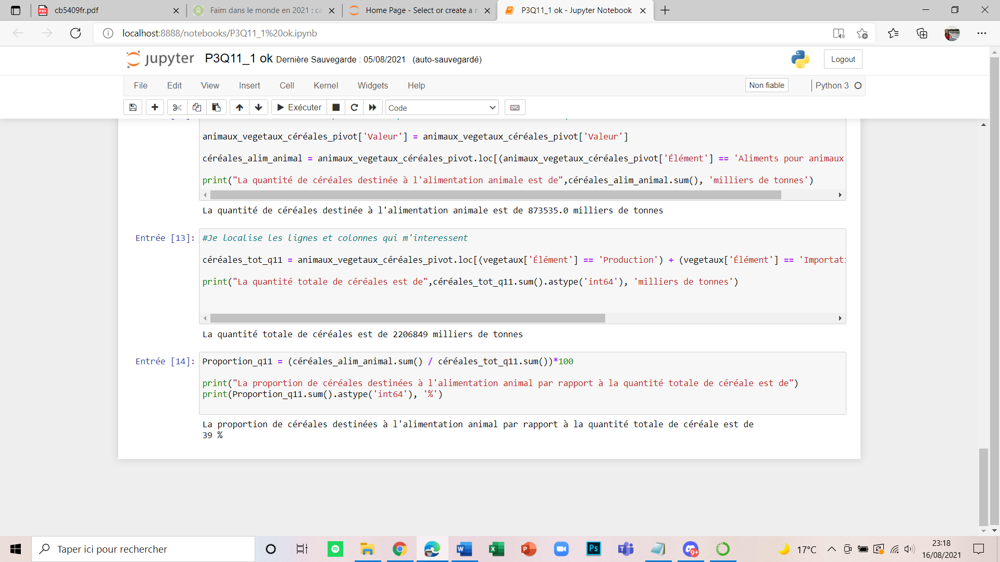 cb5409fr.pdf
Faim dans le monde en 2021 : ca
Home Page - Select or create a n
P3Q11_1 ok - Jupyter Notebook
localhost:8888/notebooks/P3Q11_1%20ok.ipynb
jupyter P3Q11_1 ok Dernière Sauvegarde : 05/08/2021 (auto-sauvegardé)
Logout
File Edit View Insert Cell Kernel Widgets Help
Non fiable
Python 3
Exécuter
Code
animaux_vegetaux_céréales_pivot['Valeur'] = animaux_vegetaux_céréales_pivot['Valeur']
céréales_alim_animal = animaux_vegetaux_céréales_pivot.loc[(animaux_vegetaux_céréales_pivot['Élément'] == 'Aliments pour animaux
print("La quantité de céréales destinée à l'alimentation animale est de",céréales_alim_animal.sum(), 'milliers de tonnes')
La quantité de céréales destinée à l'alimentation animale est de 873535.0 milliers de tonnes
Entrée [13]: #Je localise les lignes et colonnes qui m'interessent
céréales_tot_q11 = animaux_vegetaux_céréales_pivot.loc[(vegetaux['Élément'] == 'Production') + (vegetaux['Élément'] == 'Importati
print("La quantité totale de céréales est de",céréales_tot_q11.sum().astype('int64'), 'milliers de tonnes')
La quantité totale de céréales est de 2206849 milliers de tonnes
Entrée [14]: Proportion_q11 = (céréales_alim_animal.sum() / céréales_tot_q11.sum())*100
print("La proportion de céréales destinées à l'alimentation animal par rapport à la quantité totale de céréale est de")
print(Proportion_q11.sum().astype('int64'), '%')
La proportion de céréales destinées à l'alimentation animal par rapport à la quantité totale de céréale est de
39 %
Taper ici pour rechercher
9+
17°C
23:18
16/08/2021